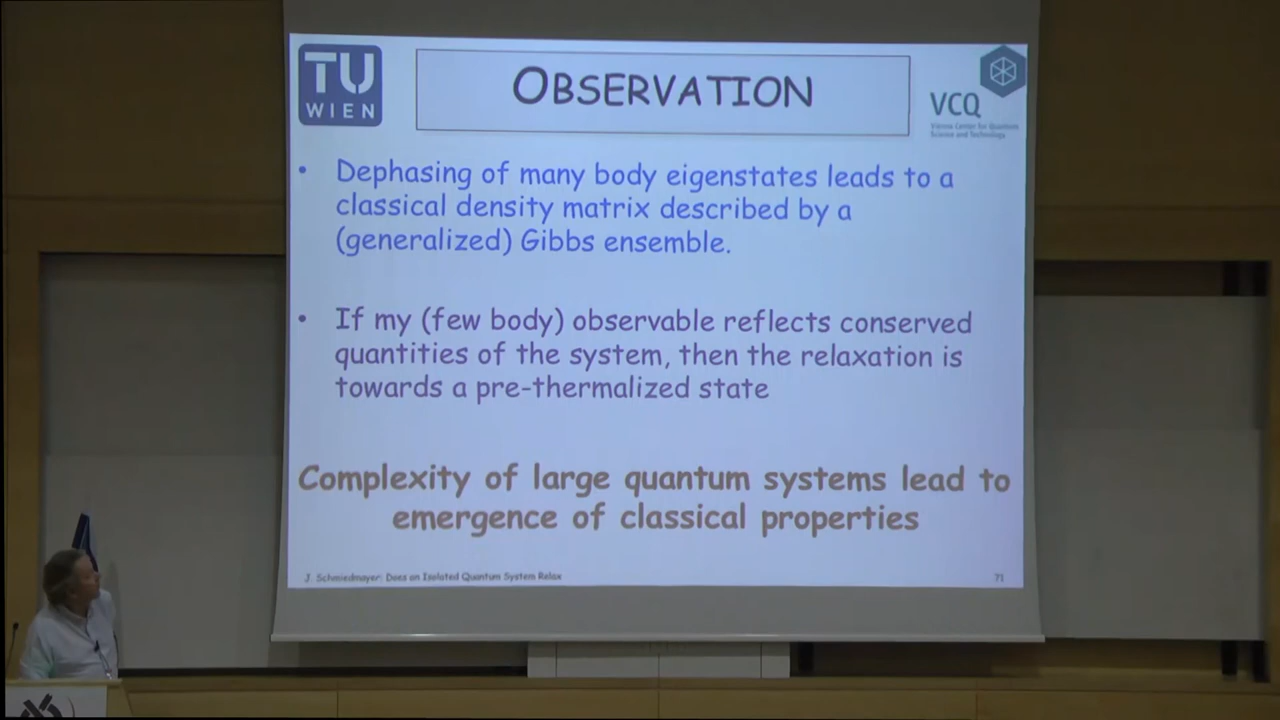 TU
WIEN
OBSERVATION
VCQ
Vienna Center for Quantum
Science and Technology
• Dephasing of many body eigenstates leads to a
classical density matrix described by a
(generalized) Gibbs ensemble.
• If my (few body) observable reflects conserved
quantities of the system, then the relaxation is
towards a pre-thermalized state
Complexity of large quantum systems lead to
emergence of classical properties
J. Schmiedmayer: Does an Isolated Quantum System Relax
71